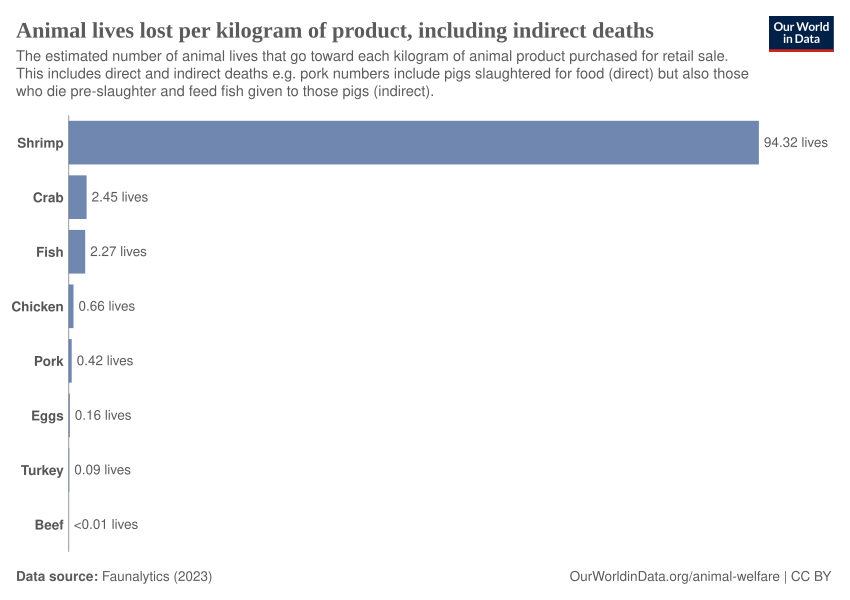 Animal lives lost per kilogram of product, including indirect deaths
Our World
in Data
The estimated number of animal lives that go toward each kilogram of animal product purchased for retail sale.
This includes direct and indirect deaths e.g. pork numbers include pigs slaughtered for food (direct) but also those
who die pre-slaughter and feed fish given to those pigs (indirect).
Shrimp 94.32 lives
Crab 2.45 lives
Fish 2.27 lives
Chicken 0.66 lives
Pork 0.42 lives
Eggs 0.16 lives
Turkey 0.09 lives
Beef <0.01 lives
Data source: Faunalytics (2023) OurWorldinData.org/animal-welfare | CC BY